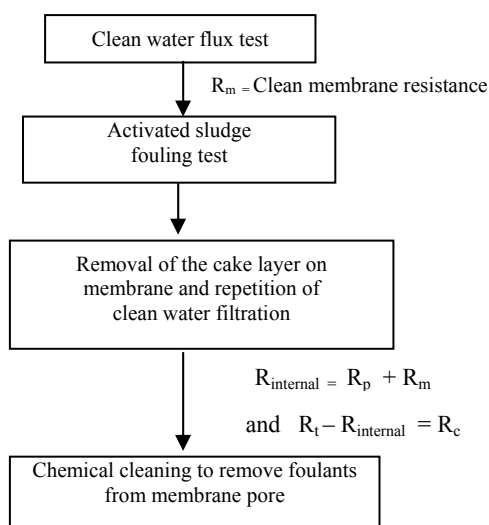 Clean water flux test
Rₘ = Clean membrane resistance
Activated sludge
fouling test
Removal of the cake layer on
membrane and repetition of
clean water filtration
R_internal = R_p + R_m
and R_t – R_internal = R_c
Chemical cleaning to remove foulants
from membrane pore